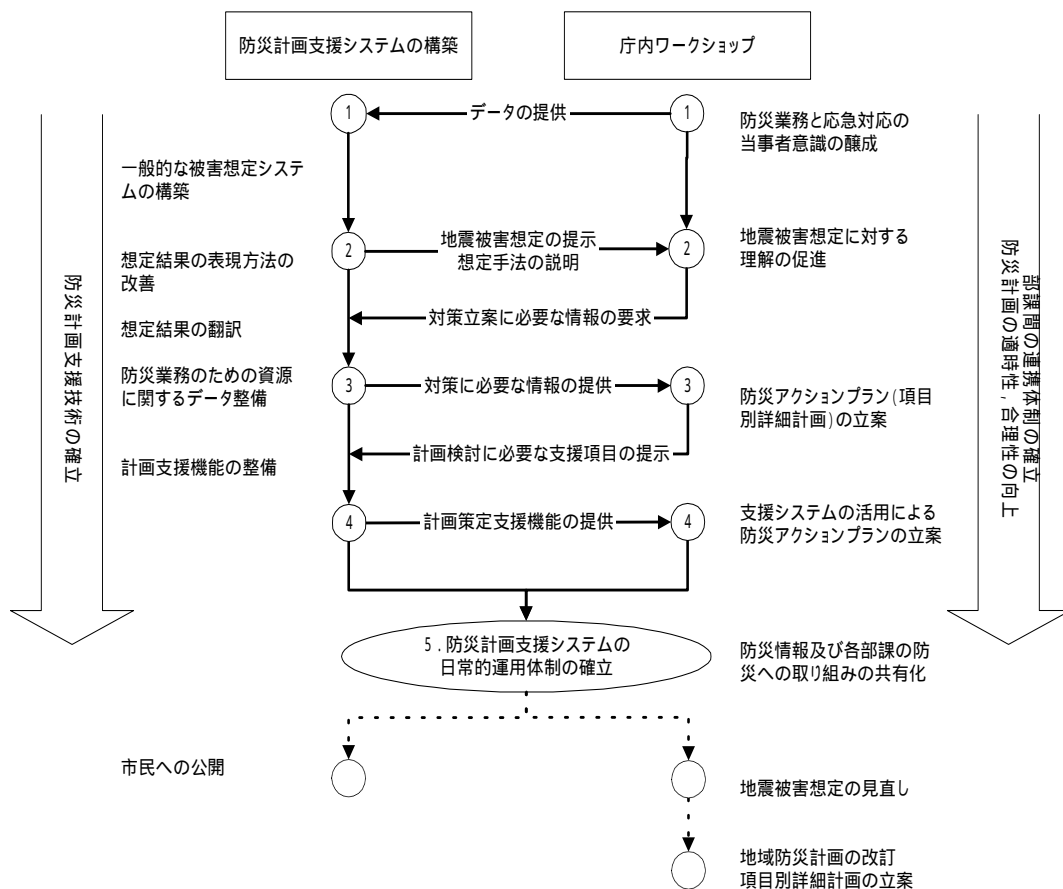 防災計画支援システムの構築
庁内ワークショップ
1
データの提供
1
防災業務と応急対応の
当事者意識の醸成
一般的な被害想定システ
ムの構築
2
地震被害想定の提示
想定手法の説明
2
地震被害想定に対する
理解の促進
想定結果の表現方法の
改善
対策立案に必要な情報の要求
想定結果の翻訳
防災業務のための資源
に関するデータ整備
3
対策に必要な情報の提供
3
防災アクションプラン(項目
別詳細計画)の立案
計画検討に必要な支援項目の提示
計画支援機能の整備
4
計画策定支援機能の提供
4
支援システムの活用による
防災アクションプランの立案
防災計画支援技術の確立
部課間の連携体制の確立
防災計画の適時性,合理性の向上
5.防災計画支援システムの
日常的運用体制の確立
防災情報及び各部課の防
災への取り組みの共有化
市民への公開
地震被害想定の見直し
地域防災計画の改訂
項目別詳細計画の立案